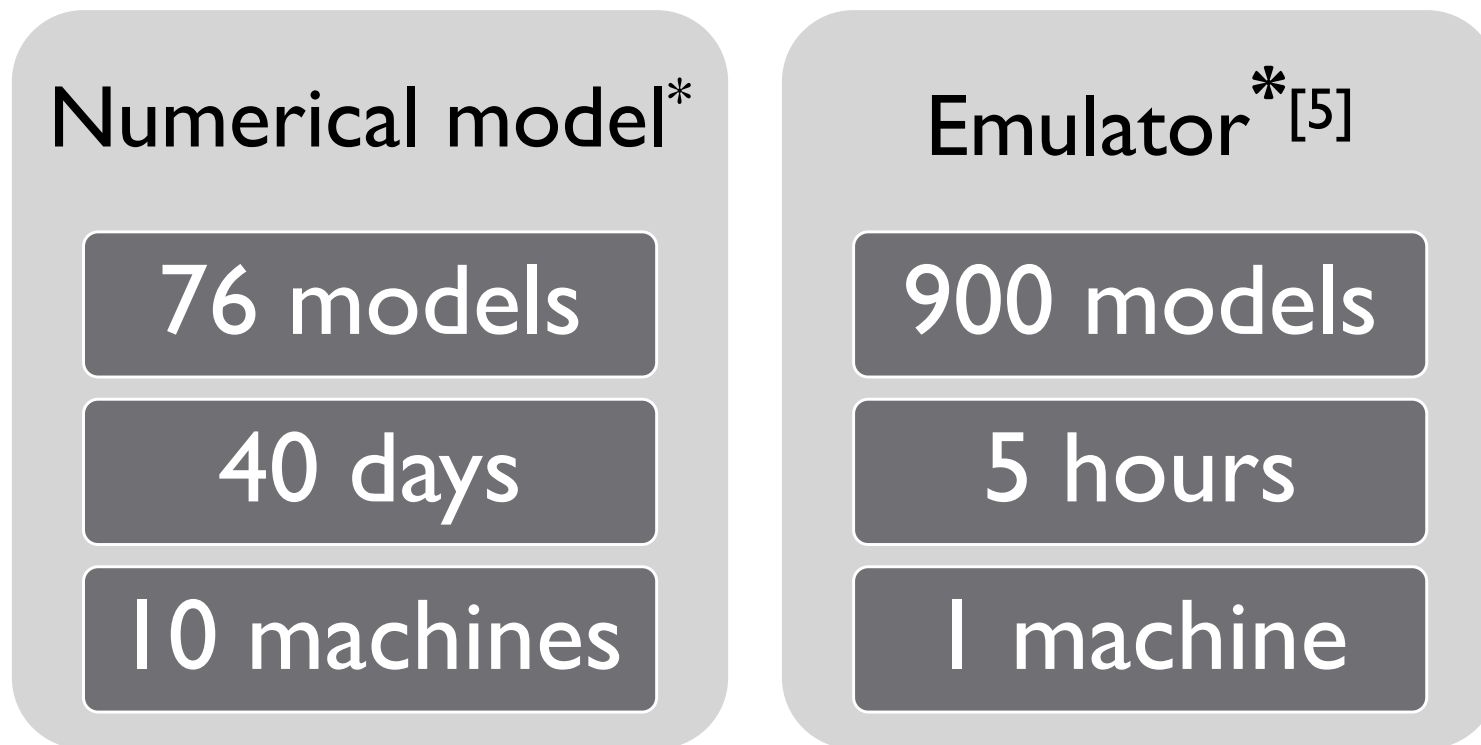 Numerical model*
76 models
40 days
10 machines
Emulator*[5]
900 models
5 hours
1 machine